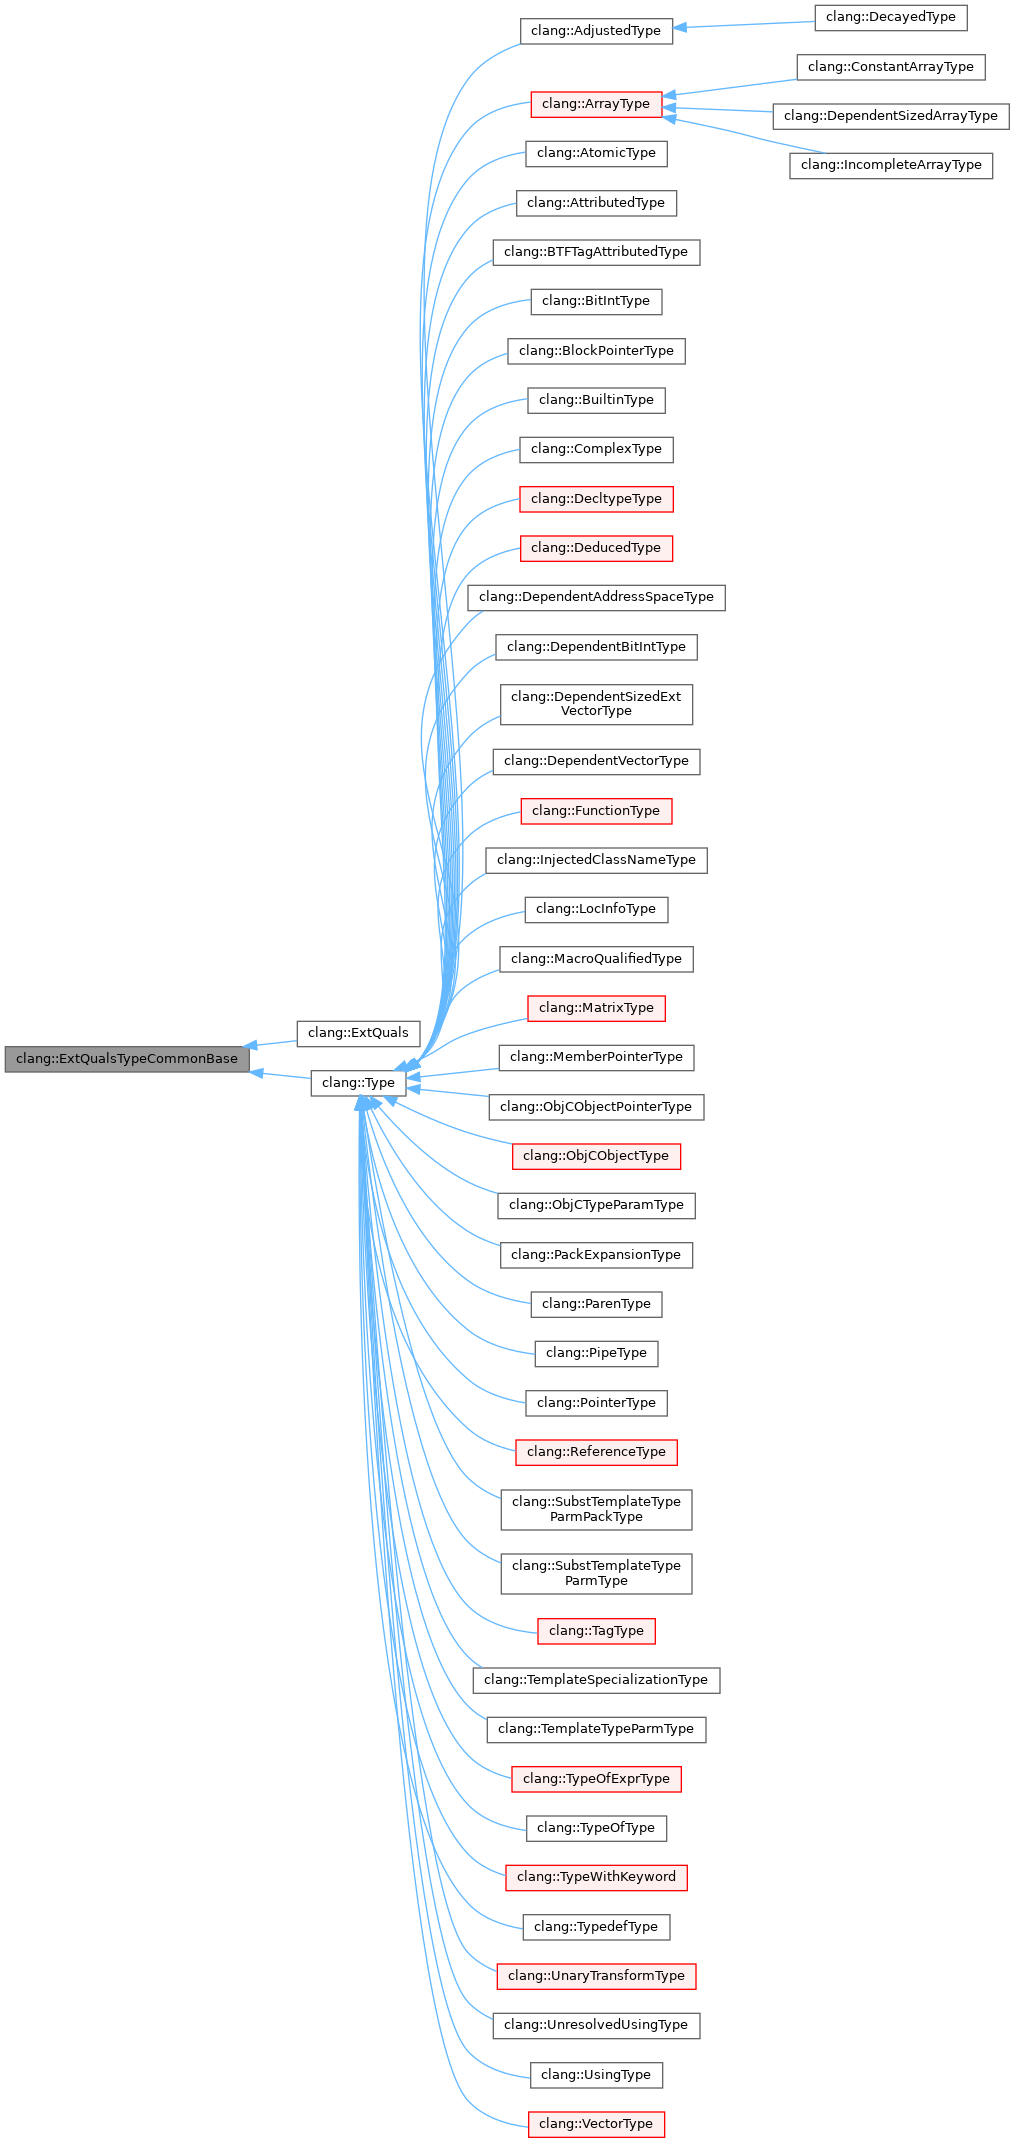 clang::ExtQualsTypeCommonBase
clang::ExtQuals
clang::Type
clang::AdjustedType
clang::DecayedType
clang::ArrayType
clang::ConstantArrayType
clang::DependentSizedArrayType
clang::IncompleteArrayType
clang::AtomicType
clang::AttributedType
clang::BTFTagAttributedType
clang::BitIntType
clang::BlockPointerType
clang::BuiltinType
clang::ComplexType
clang::DecltypeType
clang::DeducedType
clang::DependentAddressSpaceType
clang::DependentBitIntType
clang::DependentSizedExt
VectorType
clang::DependentVectorType
clang::FunctionType
clang::InjectedClassNameType
clang::LocInfoType
clang::MacroQualifiedType
clang::MatrixType
clang::MemberPointerType
clang::ObjCObjectPointerType
clang::ObjCObjectType
clang::ObjCTypeParamType
clang::PackExpansionType
clang::ParenType
clang::PipeType
clang::PointerType
clang::ReferenceType
clang::SubstTemplateType
ParmPackType
clang::SubstTemplateType
ParmType
clang::TagType
clang::TemplateSpecializationType
clang::TemplateTypeParmType
clang::TypeOfExprType
clang::TypeOfType
clang::TypeWithKeyword
clang::TypedefType
clang::UnaryTransformType
clang::UnresolvedUsingType
clang::UsingType
clang::VectorType